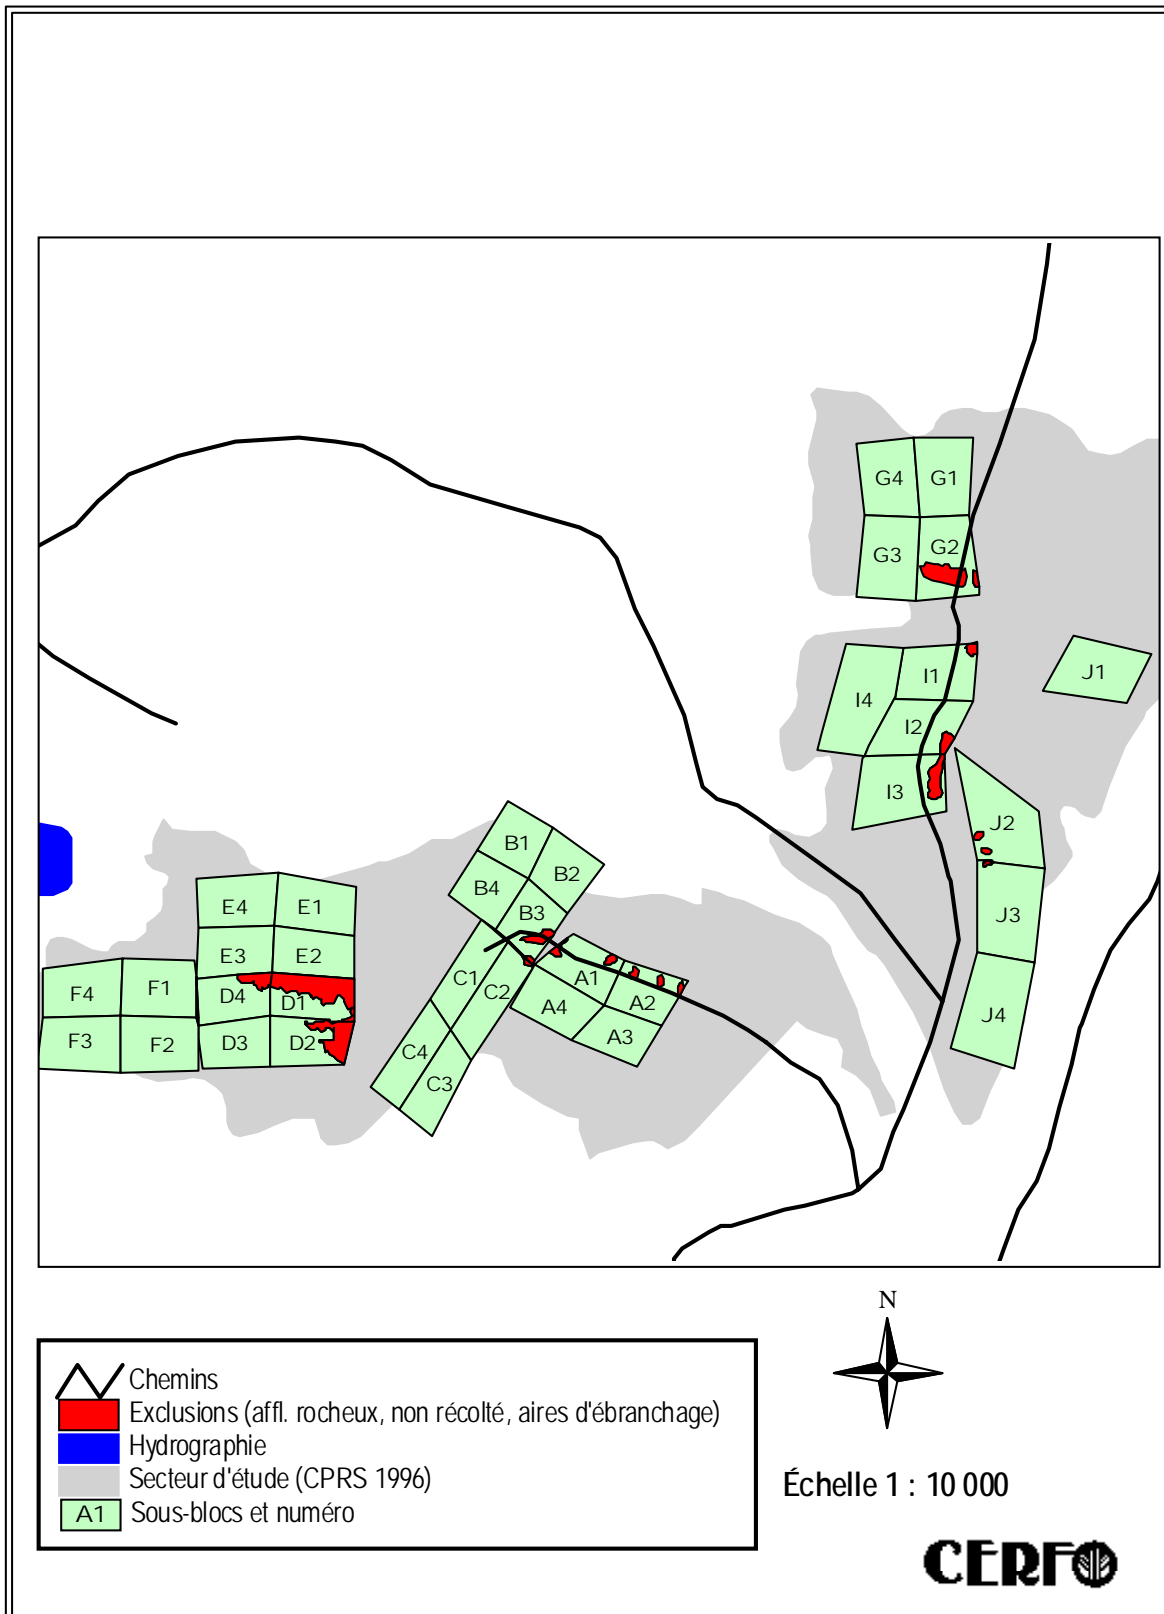 G4 G1
G3 G2
I1
J1
I4
I2
I3
J2
B1
B2
B4
E4 E1
B3
J3
E3 E2
C1
A1
F4 F1 D4
D1
C2
A2
A4
J4
F3 F2 D3 D2
A3
C4
C3
N
Chemins
Exclusions (affl. rocheux, non récolté, aires d'ébranchage)
Hydrographie
Secteur d'étude (CPRS 1996)
A1 Sous-blocs et numéro
Échelle 1 : 10 000
CERFO